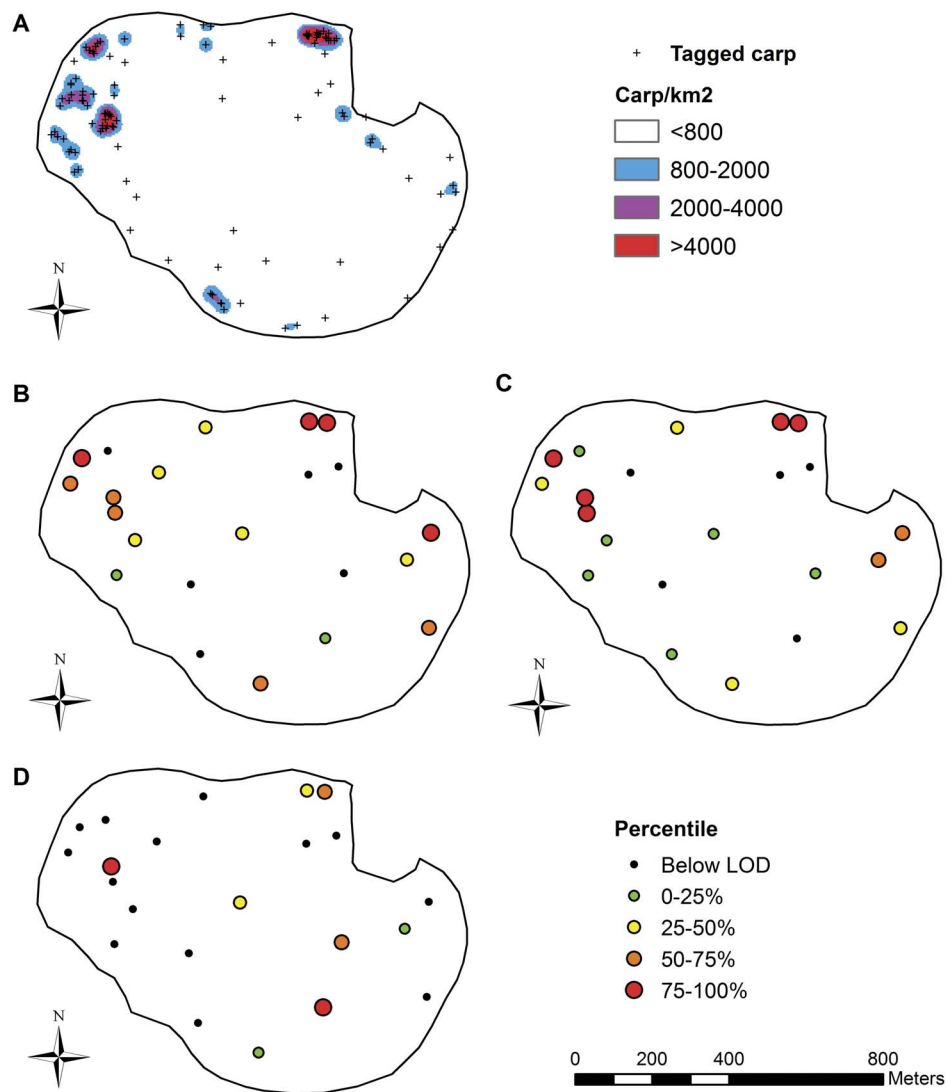 A
Tagged carp
Carp/km2
<800
800-2000
2000-4000
>4000
N
B
C
N
N
D
Percentile
Below LOD
0-25%
25-50%
50-75%
75-100%
N
0 200 400 800
Meters